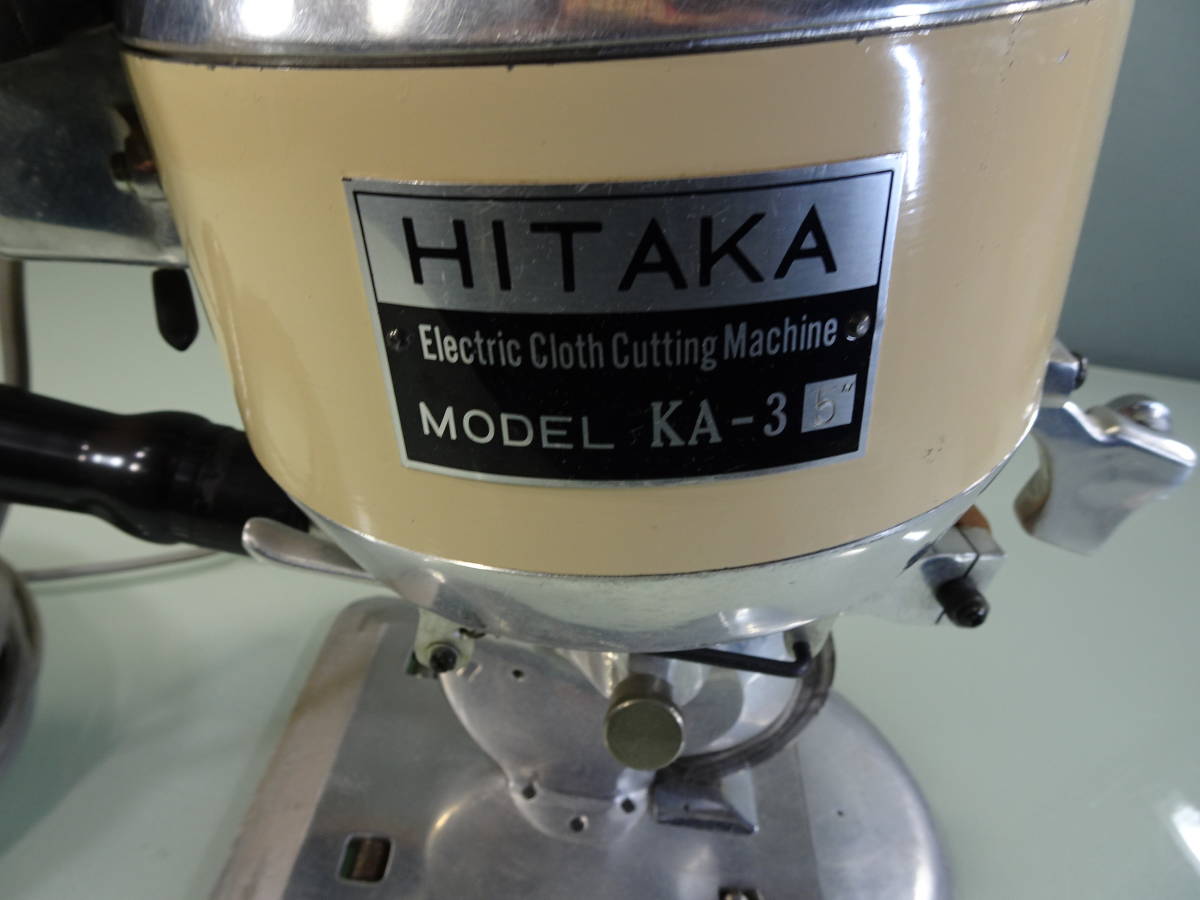 HITAKA
Electric Cloth Cutting Machine
MODEL KA-3 5"